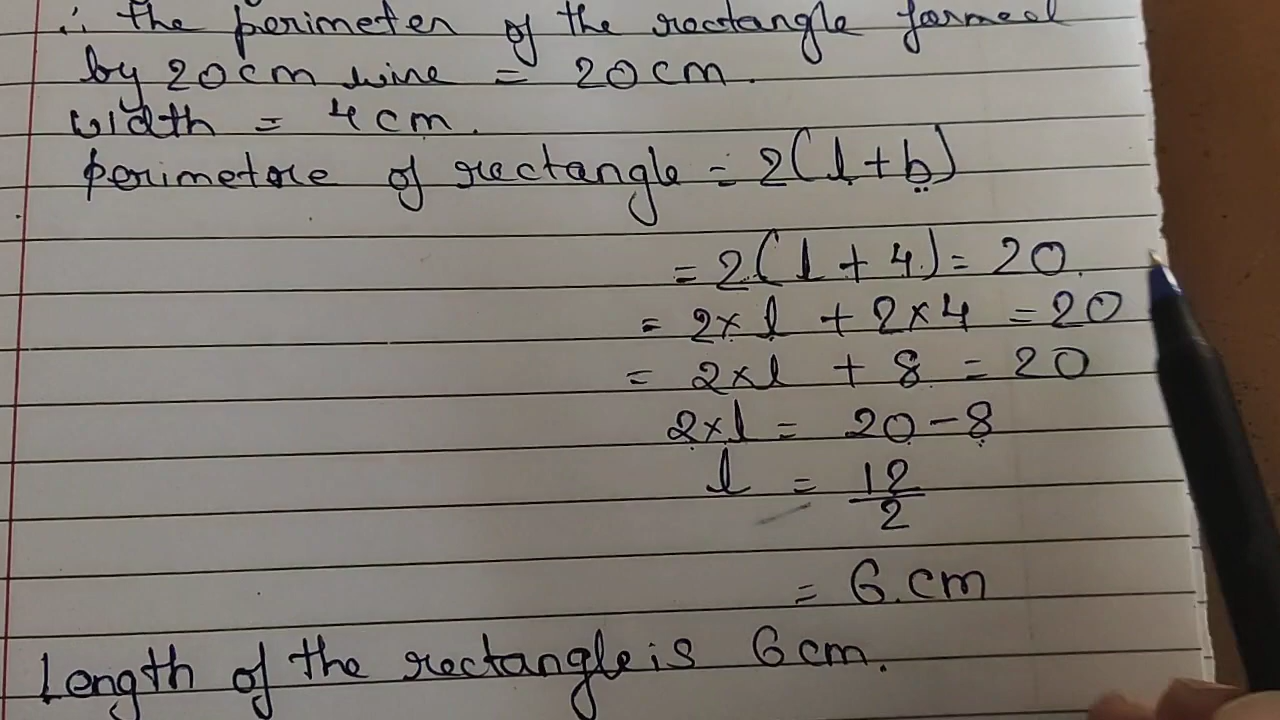 ∴ the perimeter of the rectangle formed
by 20cm wire = 20cm.
width = 4cm.
perimetore of rectangle = 2(l+b)
= 2(l+4)=20.
= 2×l + 2×4 =20
= 2×l + 8 = 20
2×l = 20-8
l = 12/2
= 6.cm
Length of the rectangle is 6cm.